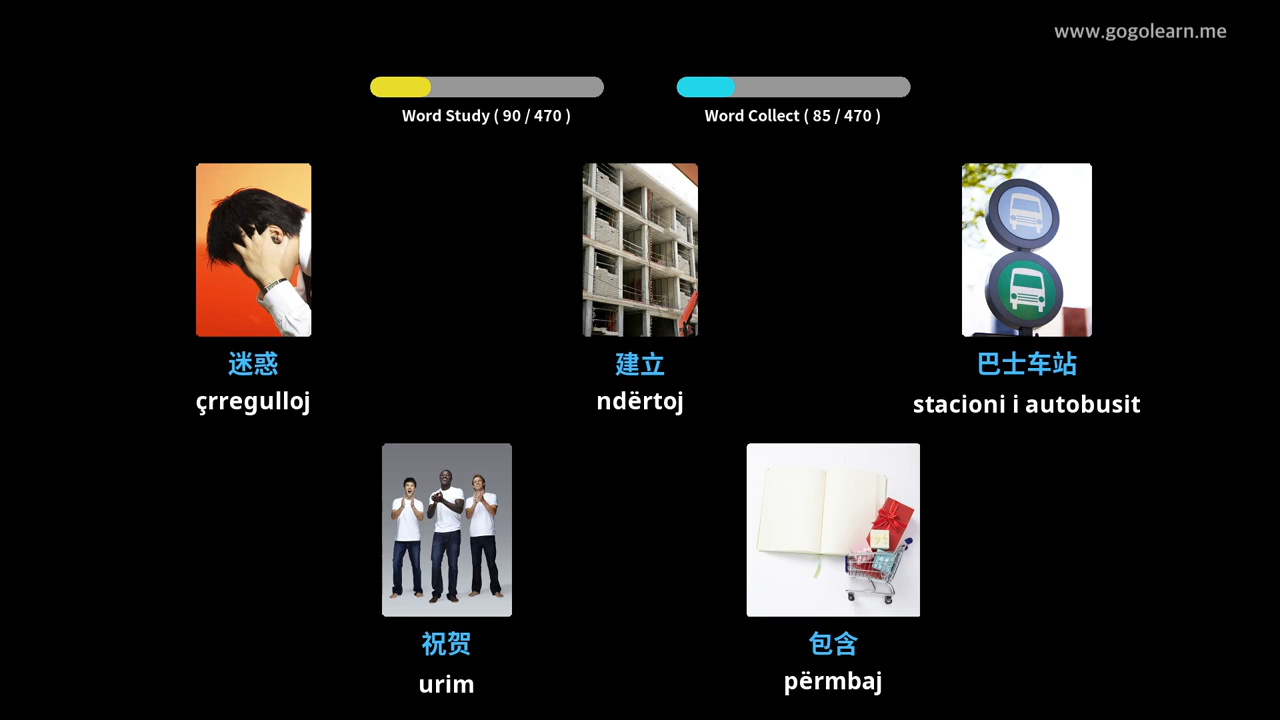 www.gogolearn.me
Word Study ( 90 / 470 )
Word Collect ( 85 / 470 )
迷惑
çrregulloj
建立
ndërtoj
巴士车站
stacioni i autobusit
祝贺
urim
包含
përmbaj